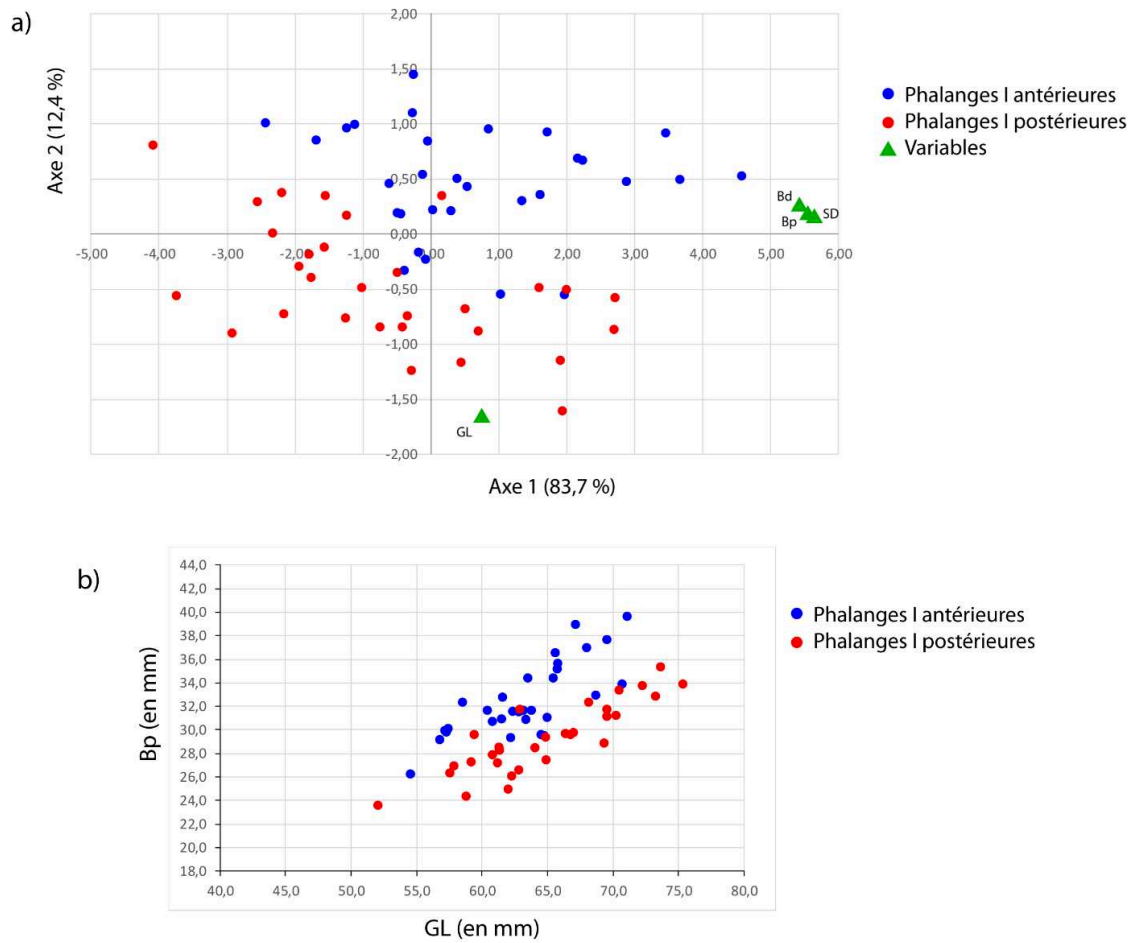 a)
Axe 2 (12,4 %)
2,00
1,50
1,00
0,50
0,00
-0,50
-1,00
-1,50
-2,00
-5,00 -4,00 -3,00 -2,00 -1,00 0,00 1,00 2,00 3,00 4,00 5,00 6,00
Bd
Bp
SD
GL
Axe 1 (83,7 %)
Phalanges I antérieures
Phalanges I postérieures
Variables
b)
Bp (en mm)
44,0
42,0
40,0
38,0
36,0
34,0
32,0
30,0
28,0
26,0
24,0
22,0
20,0
18,0
40,0 45,0 50,0 55,0 60,0 65,0 70,0 75,0 80,0
GL (en mm)
Phalanges I antérieures
Phalanges I postérieures